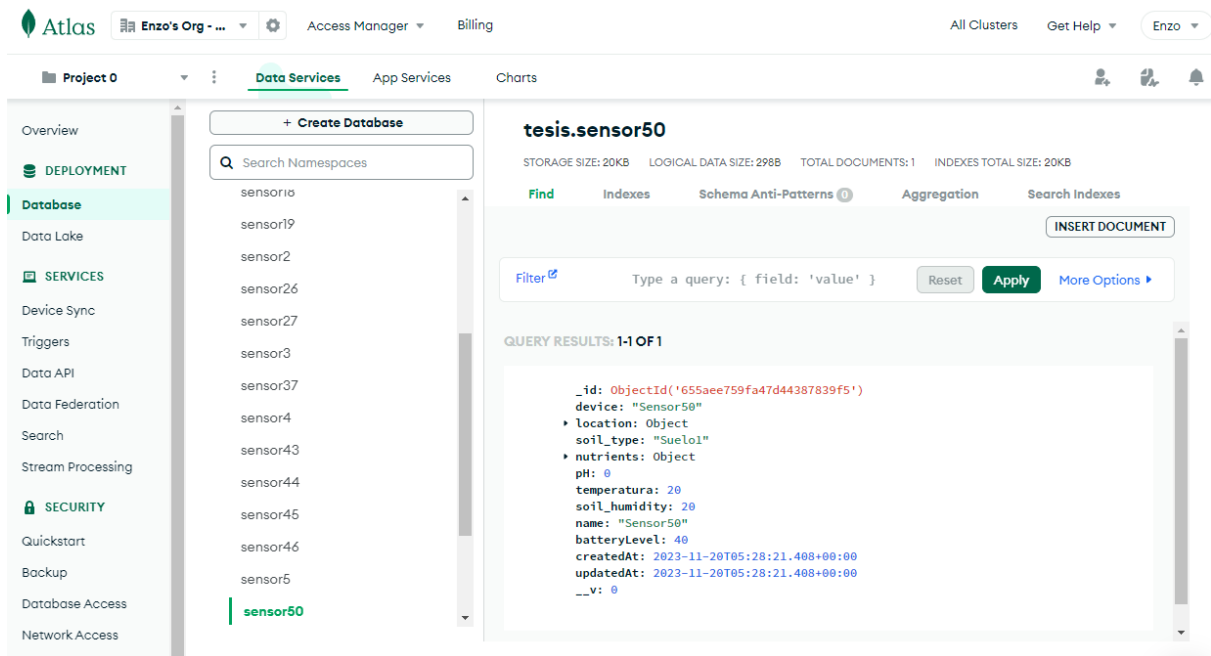 Atlas
Enzo's Org - ...
Access Manager
Billing
All Clusters
Get Help
Enzo
Project 0
Data Services
App Services
Charts
Overview
DEPLOYMENT
Database
Data Lake
SERVICES
Device Sync
Triggers
Data API
Data Federation
Search
Stream Processing
SECURITY
Quickstart
Backup
Database Access
Network Access
+ Create Database
Search Namespaces
sensor18
sensor19
sensor2
sensor26
sensor27
sensor3
sensor37
sensor4
sensor43
sensor44
sensor45
sensor46
sensor5
sensor50
tesis.sensor50
STORAGE SIZE: 20KB LOGICAL DATA SIZE: 298B TOTAL DOCUMENTS: 1 INDEXES TOTAL SIZE: 20KB
Find
Indexes
Schema Anti-Patterns 0
Aggregation
Search Indexes
INSERT DOCUMENT
Filter
Type a query: { field: 'value' }
Reset
Apply
More Options
QUERY RESULTS: 1-1 OF 1
_id: ObjectId('655aee759fa47d44387839f5')
device: "Sensor50"
location: Object
soil_type: "Suelo1"
nutrients: Object
pH: 0
temperatura: 20
soil_humidity: 20
name: "Sensor50"
batteryLevel: 40
createdAt: 2023-11-20T05:28:21.408+00:00
updatedAt: 2023-11-20T05:28:21.408+00:00
__v: 0